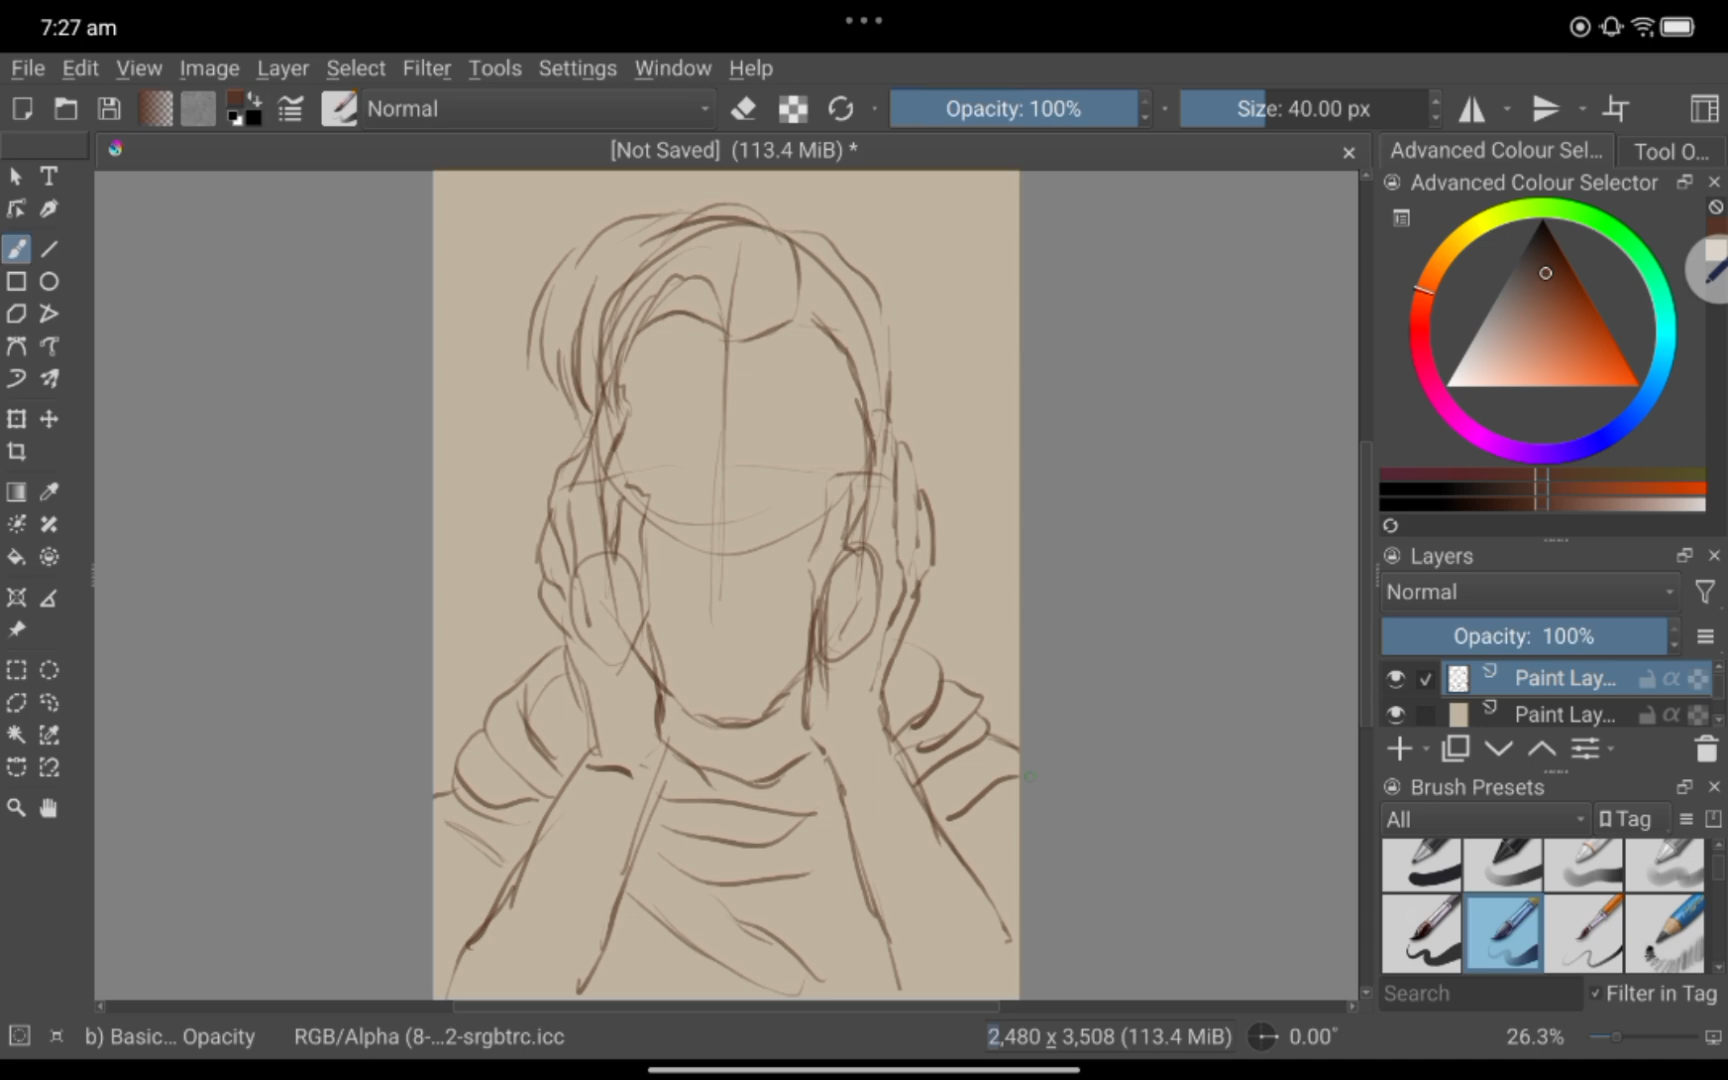 7:27 am
File Edit View Image Layer Select Filter Tools Settings Window Help
Normal
Opacity: 100%
Size: 40.00 px
[Not Saved] (113.4 MiB) *
Advanced Colour Sel...
Tool O...
Advanced Colour Selector
Layers
Normal
Opacity: 100%
Paint Lay...
Paint Lay...
Brush Presets
All
Tag
Search
Filter in Tag
b) Basic... Opacity
RGB/Alpha (8-...2-srgbtrc.icc
2,480 x 3,508 (113.4 MiB)
0.00°
26.3%